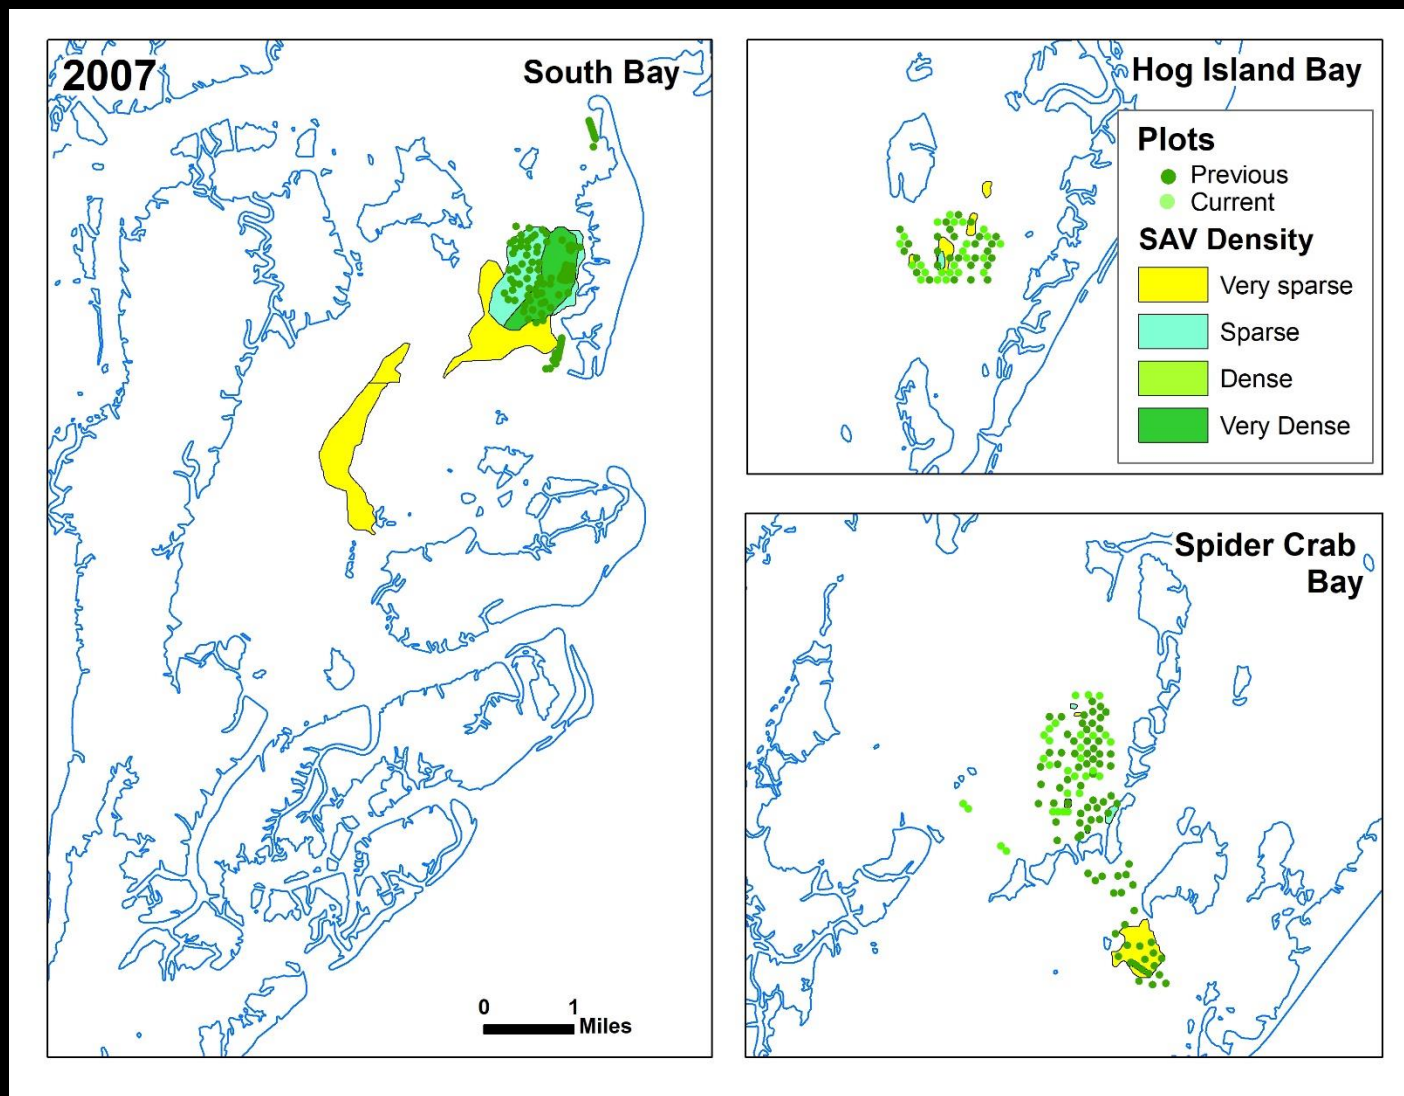 2007
South Bay
0 1
Miles
Hog Island Bay
Plots
Previous
Current
SAV Density
Very sparse
Sparse
Dense
Very Dense
Spider Crab
Bay